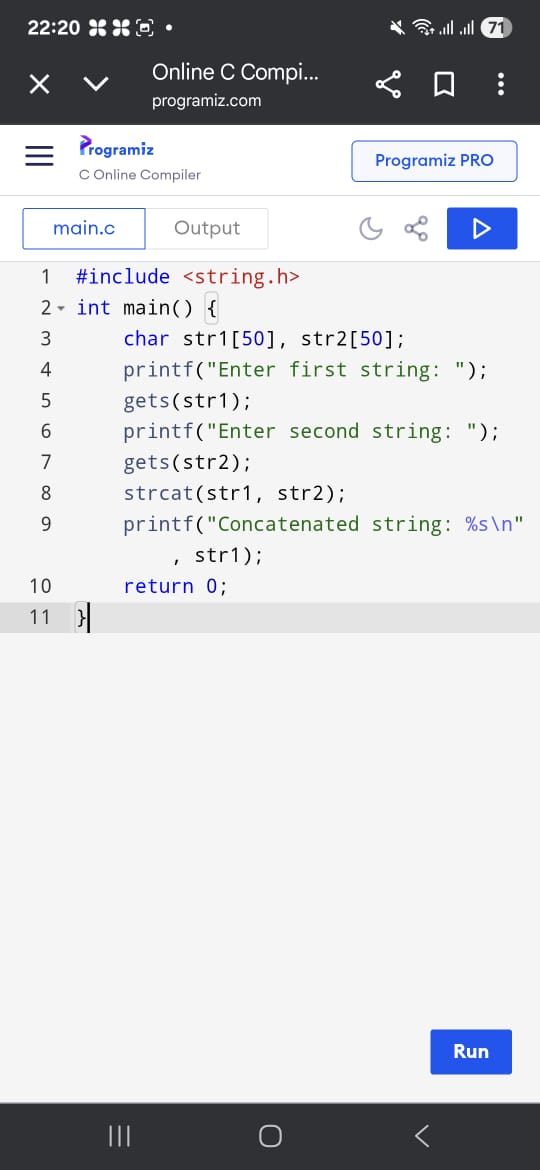 22:20
71
Online C Compi...
programiz.com
Programiz
C Online Compiler
Programiz PRO
main.c
Output
1 #include <string.h>
2 int main() {
3     char str1[50], str2[50];
4     printf("Enter first string: ");
5     gets(str1);
6     printf("Enter second string: ");
7     gets(str2);
8     strcat(str1, str2);
9     printf("Concatenated string: %s\n"
        , str1);
10     return 0;
11 }
Run